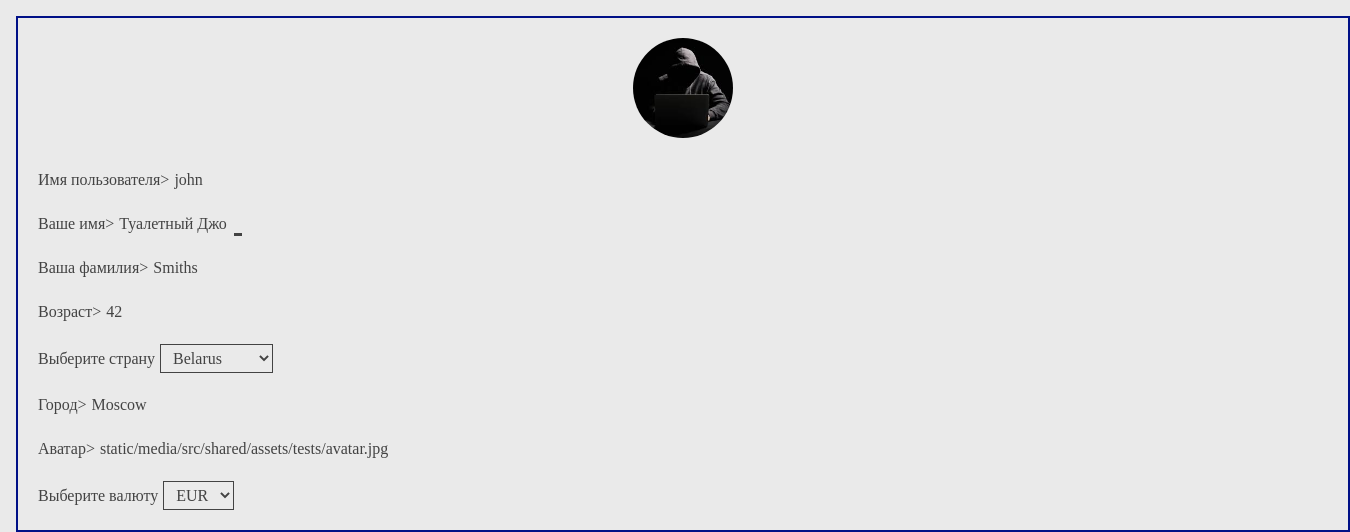 Имя пользователя> john
Ваше имя> Туалетный Джо
Ваша фамилия> Smiths
Возраст> 42
Выберите страну Belarus
Город> Moscow
Аватар> static/media/src/shared/assets/tests/avatar.jpg
Выберите валюту EUR